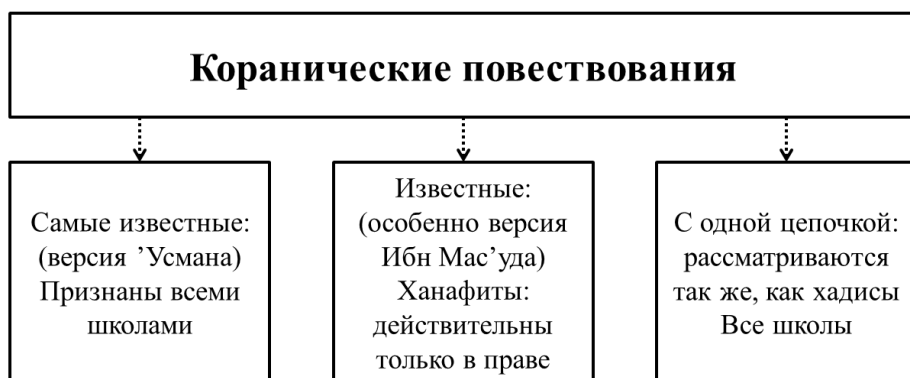 Коранические повествования
Самые известные:
(версия ’Усмана)
Признаны всеми
школами
Известные:
(особенно версия
Ибн Мас’уда)
Ханафиты:
действительны
только в праве
С одной цепочкой:
рассматриваются
так же, как хадисы
Все школы